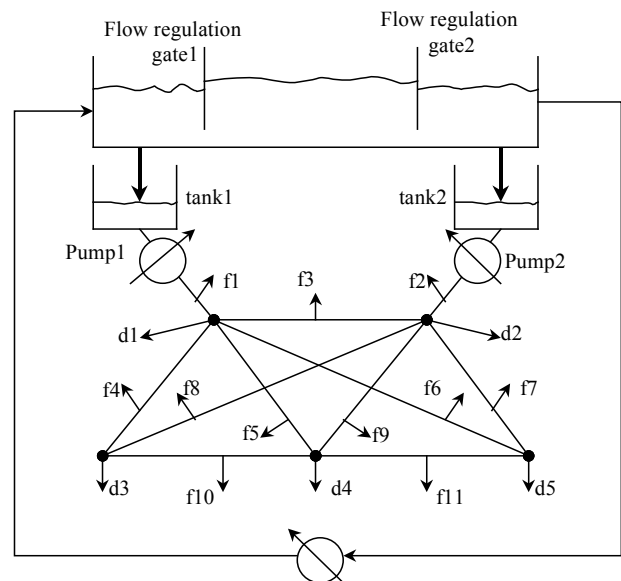 Flow regulation
gate1
Flow regulation
gate2
tank1
tank2
Pump1
Pump2
f1
f3
f2
d1
d2
f4
f8
f6
f7
f5
f9
d3
f10
d4
f11
d5